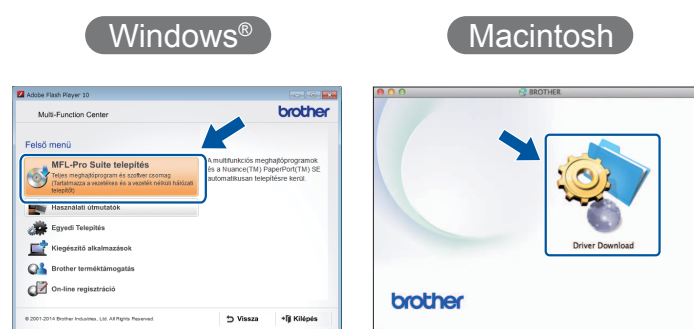 Windows®
Macintosh
Adobe Flash Player 10
Multi-Function Center
brother
Felső menü
MFL-Pro Suite telepítés
Teljes meghajtóprogram és szoftver csomag
(Tartalmazza a vezetékes és a vezeték nélküli hálózati
telepítőt)
A multifunkciós meghajtóprogramok
és a Nuance(TM) PaperPort(TM) SE
automatikusan telepítésre kerül.
Használati útmutatók
Egyedi Telepítés
Kiegészítő alkalmazások
Brother terméktámogatás
On-line regisztráció
© 2001-2014 Brother Industries, Ltd. All Rights Reserved.
Vissza
Kilépés
BROTHER
Driver Download
brother